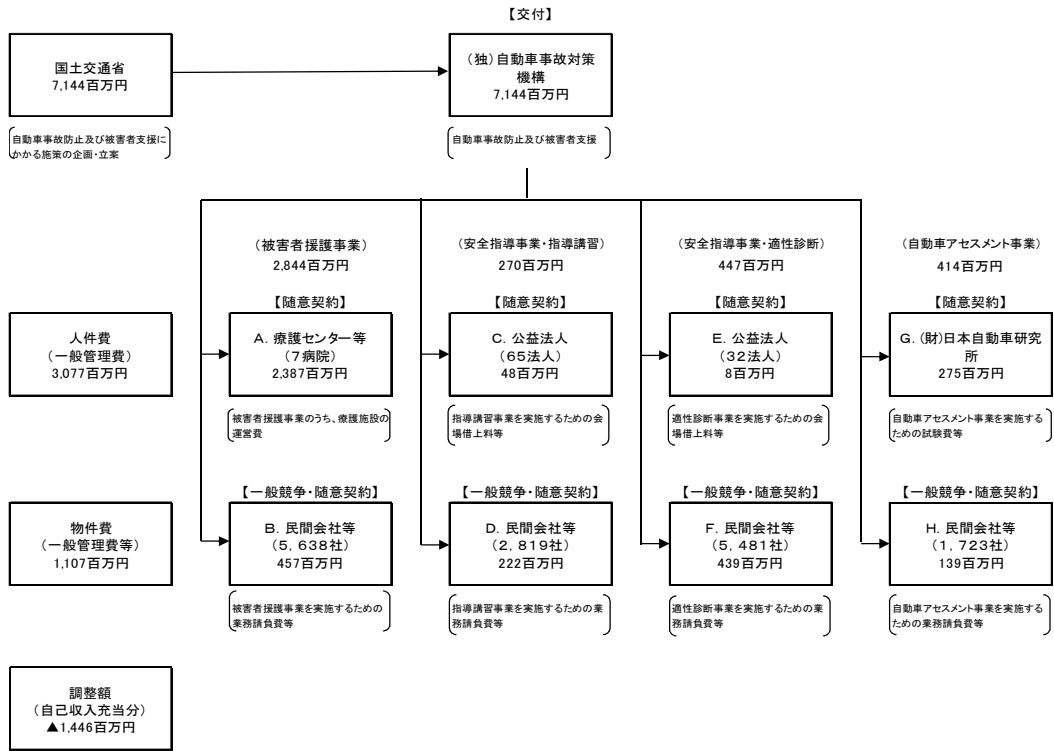 【交付】
国土交通省
7,144百万円
（独）自動車事故対策
機構
7,144百万円
自動車事故防止及び被害者支援に
かかる施策の企画・立案
自動車事故防止及び被害者支援
（被害者援護事業）
2,844百万円
（安全指導事業・指導講習）
270百万円
（安全指導事業・適性診断）
447百万円
（自動車アセスメント事業）
414百万円
【随意契約】
【随意契約】
【随意契約】
【随意契約】
人件費
（一般管理費）
3,077百万円
A. 療護センター等
（７病院）
2,387百万円
C. 公益法人
（65法人）
48百万円
E. 公益法人
（32法人）
8百万円
G. (財)日本自動車研究
所
275百万円
被害者援護事業のうち、療護施設の
運営費
指導講習事業を実施するための会
場借上料等
適性診断事業を実施するための会
場借上料等
自動車アセスメント事業を実施する
ための試験費等
【一般競争・随意契約】
【一般競争・随意契約】
【一般競争・随意契約】
【一般競争・随意契約】
物件費
（一般管理費等）
1,107百万円
B. 民間会社等
（５，６３８社）
457百万円
D. 民間会社等
（２，８１９社）
222百万円
F. 民間会社等
（５，４８１社）
439百万円
H. 民間会社等
（１，７２３社）
139百万円
被害者援護事業を実施するための
業務請負費等
指導講習事業を実施するための業
務請負費等
適性診断事業を実施するための業
務請負費等
自動車アセスメント事業を実施する
ための業務請負費等
調整額
（自己収入充当分）
▲1,446百万円